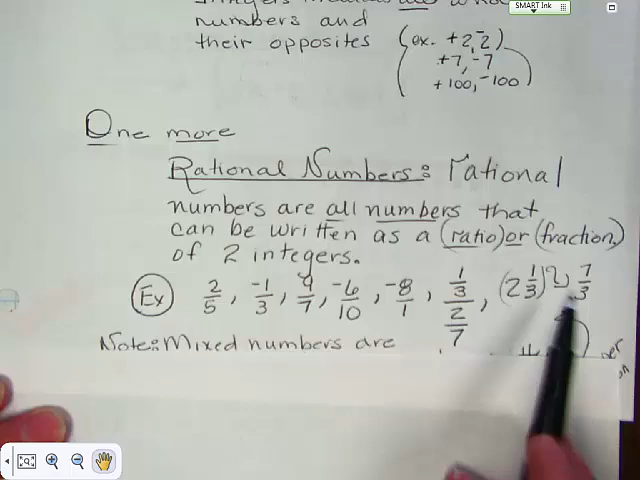 SMART Ink
numbers and
their opposites (ex. +2, -2)
+7, -7
+100, -100)
One more
Rational Numbers: rational
numbers are all numbers that
can be written as a (ratio) or (fraction)
of 2 integers.
Ex 2/5, -1/3, 9/7, -6/10, -8/1, 1/3 / 2/7, (2 1/3) 7/3
Note: Mixed numbers are